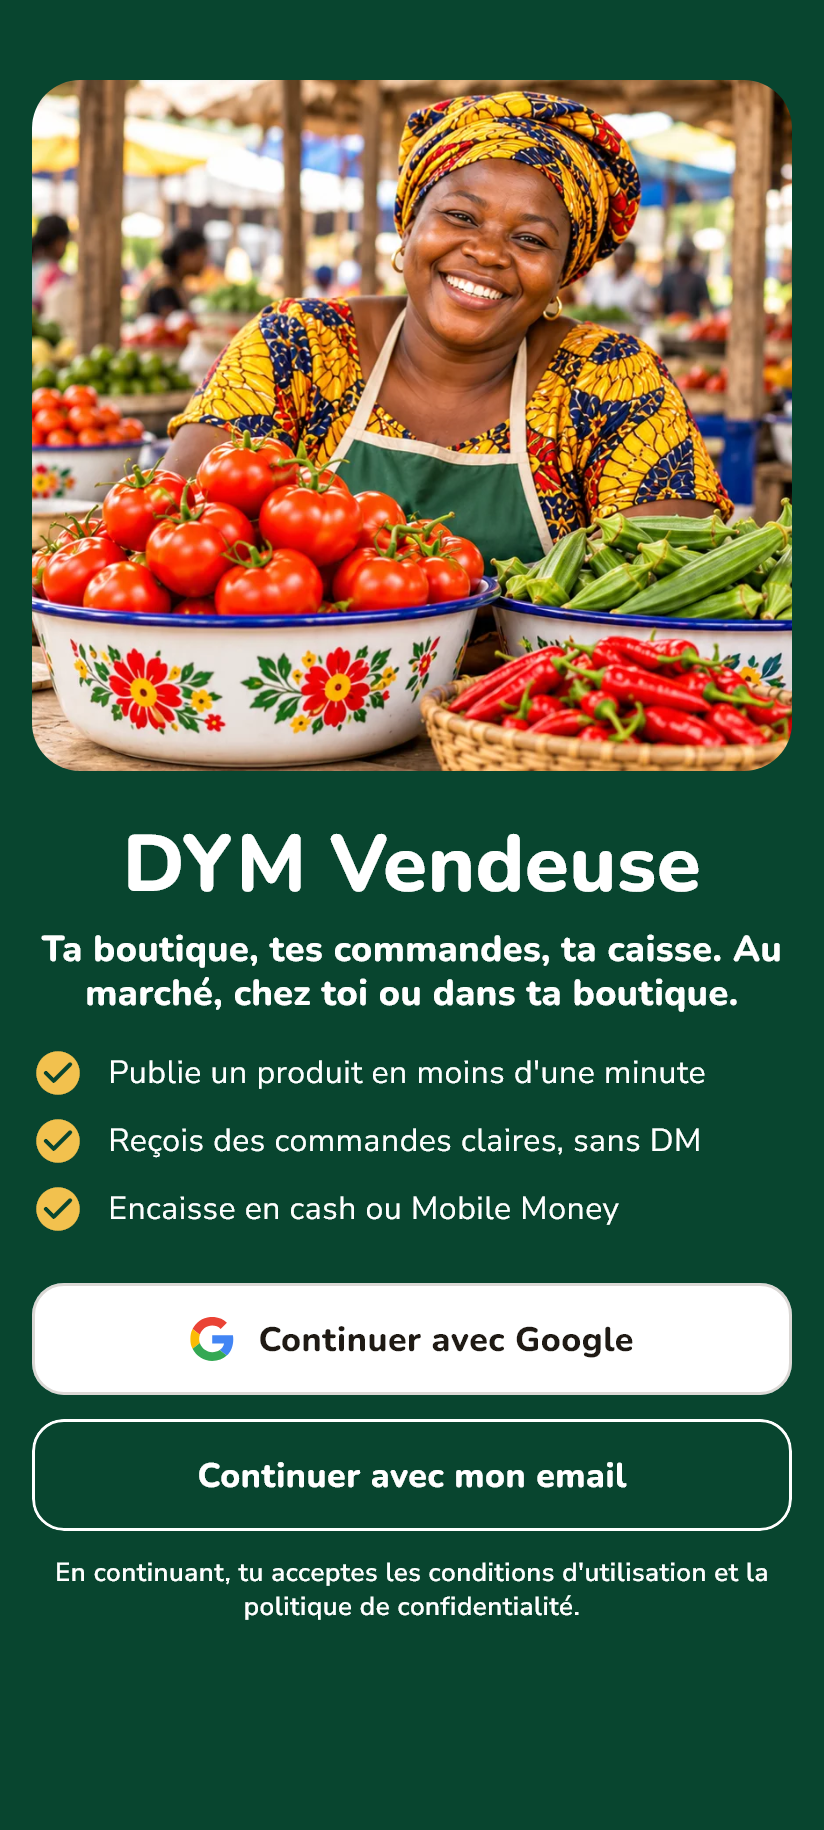 DYM Vendeuse
Ta boutique, tes commandes, ta caisse. Au
marché, chez toi ou dans ta boutique.
Publie un produit en moins d'une minute
Reçois des commandes claires, sans DM
Encaisse en cash ou Mobile Money
Continuer avec Google
Continuer avec mon email
En continuant, tu acceptes les conditions d'utilisation et la
politique de confidentialité.